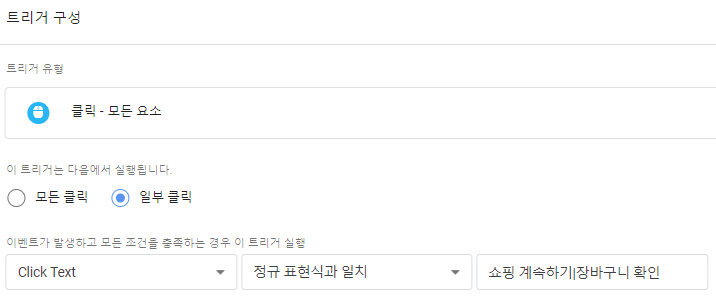 트리거 구성
트리거 유형
클릭 - 모든 요소
이 트리거는 다음에서 실행됩니다.
모든 클릭 일부 클릭
이벤트가 발생하고 모든 조건을 충족하는 경우 이 트리거 실행
Click Text 정규 표현식과 일치 쇼핑 계속하기|장바구니 확인